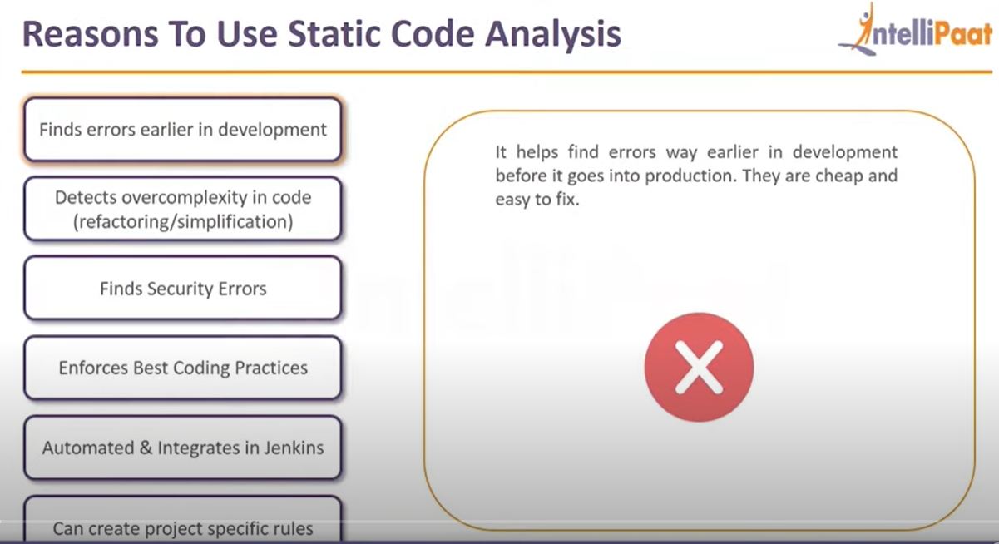 Reasons To Use Static Code Analysis
IntelliPaat
Finds errors earlier in development
Detects overcomplexity in code
(refactoring/simplification)
Finds Security Errors
Enforces Best Coding Practices
Automated & Integrates in Jenkins
Can create project specific rules
It helps find errors way earlier in development
before it goes into production. They are cheap and
easy to fix.